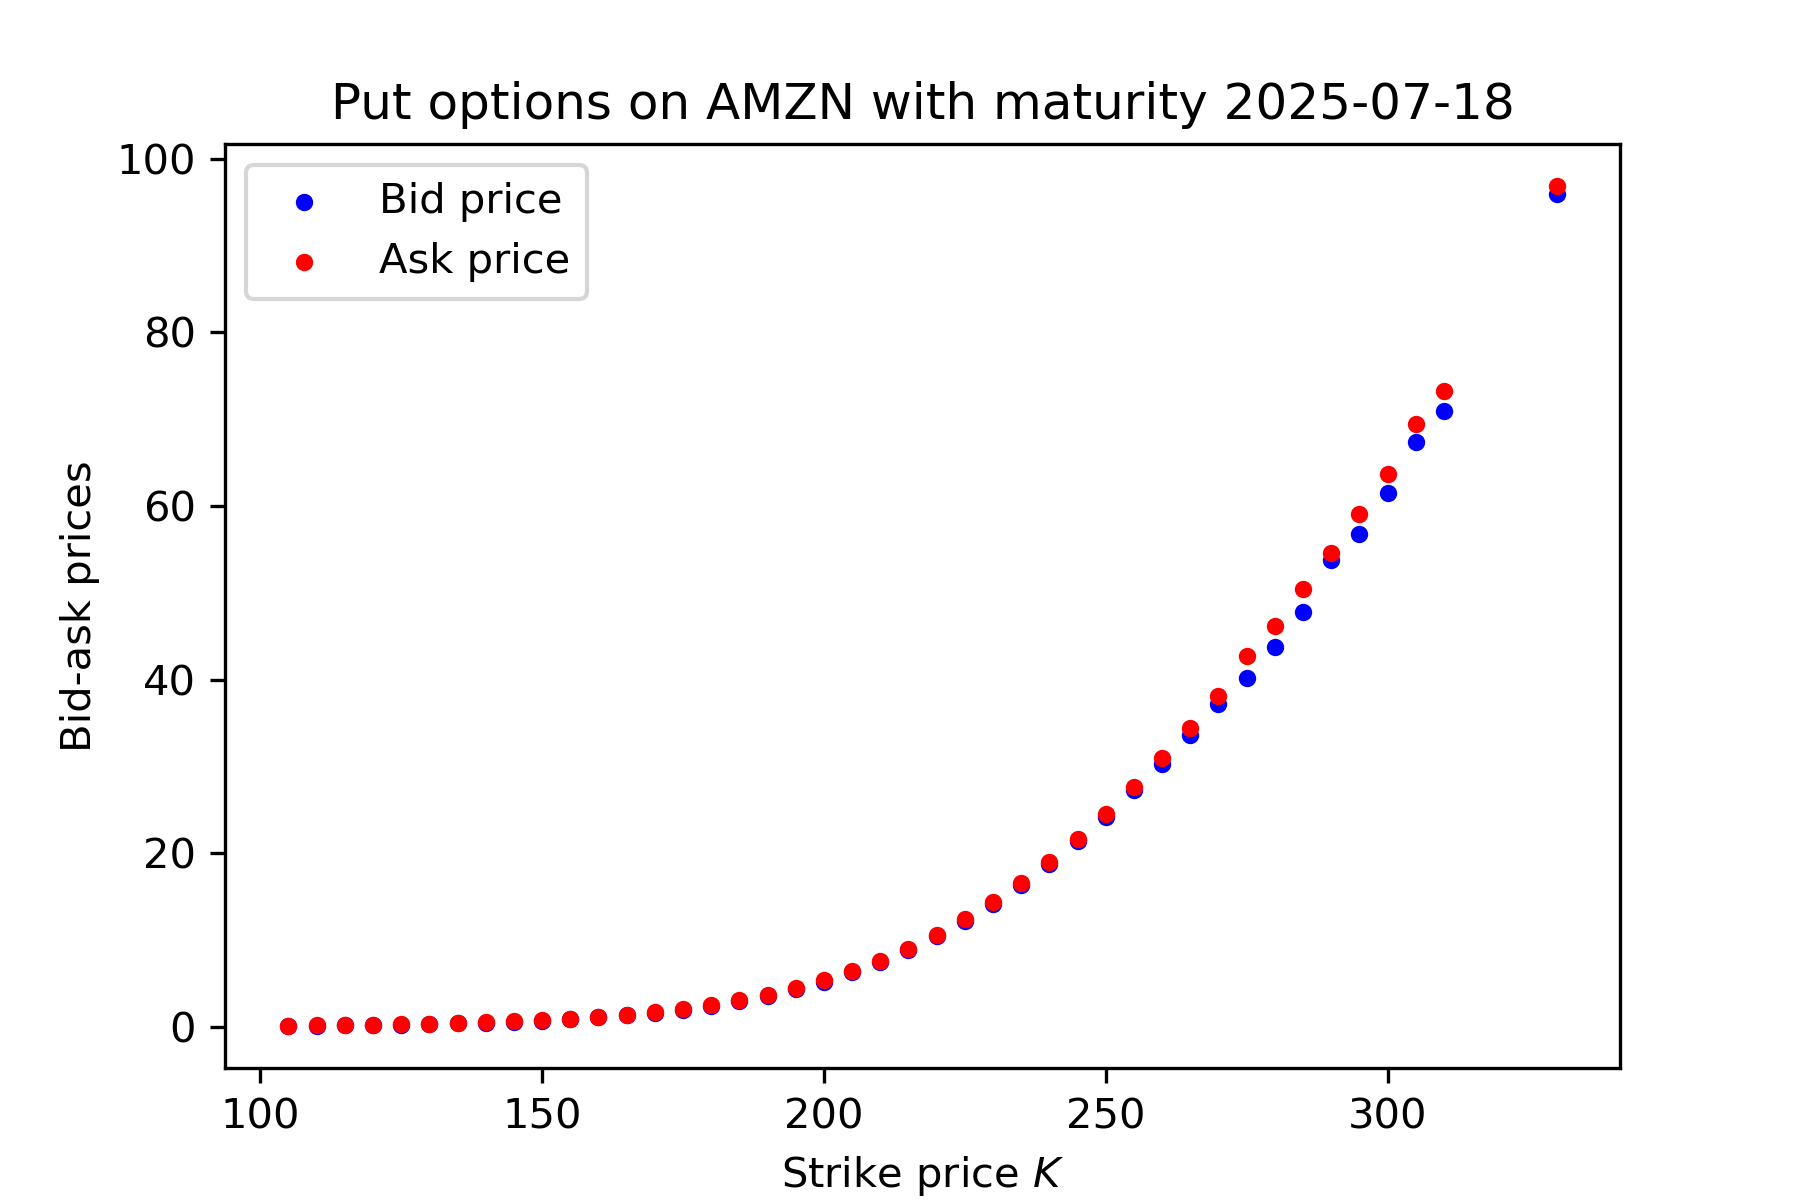 Put options on AMZN with maturity 2025-07-18
Bid price
Ask price
100
80
60
40
20
0
Bid-ask prices
100 150 200 250 300
Strike price K